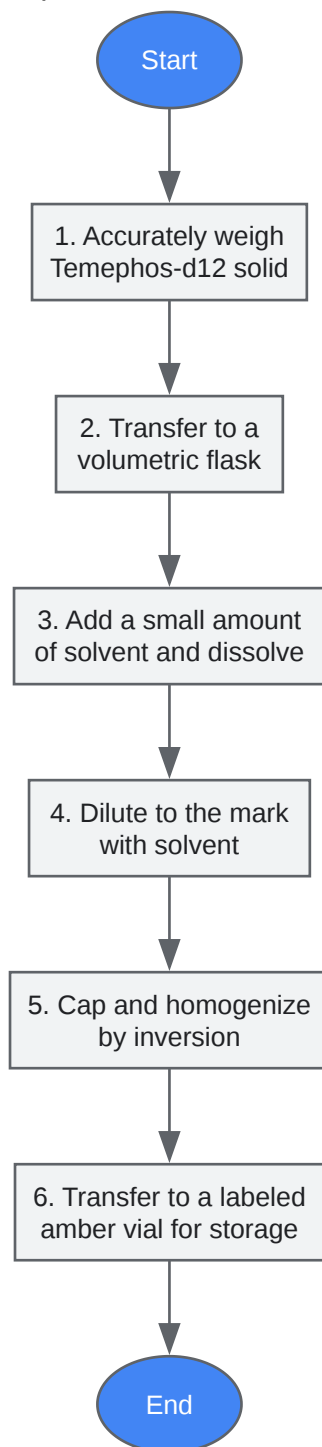 Start
1. Accurately weigh
Temephos-d12 solid
2. Transfer to a
volumetric flask
3. Add a small amount
of solvent and dissolve
4. Dilute to the mark
with solvent
5. Cap and homogenize
by inversion
6. Transfer to a labeled
amber vial for storage
End